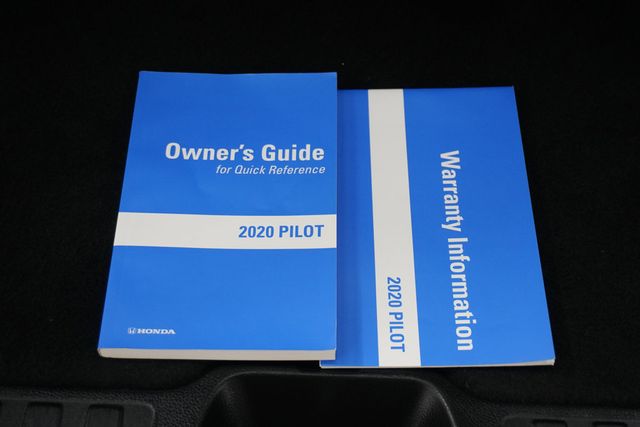 Owner's Guide
for Quick Reference
2020 PILOT
HONDA
Warranty Information
2020 PILOT